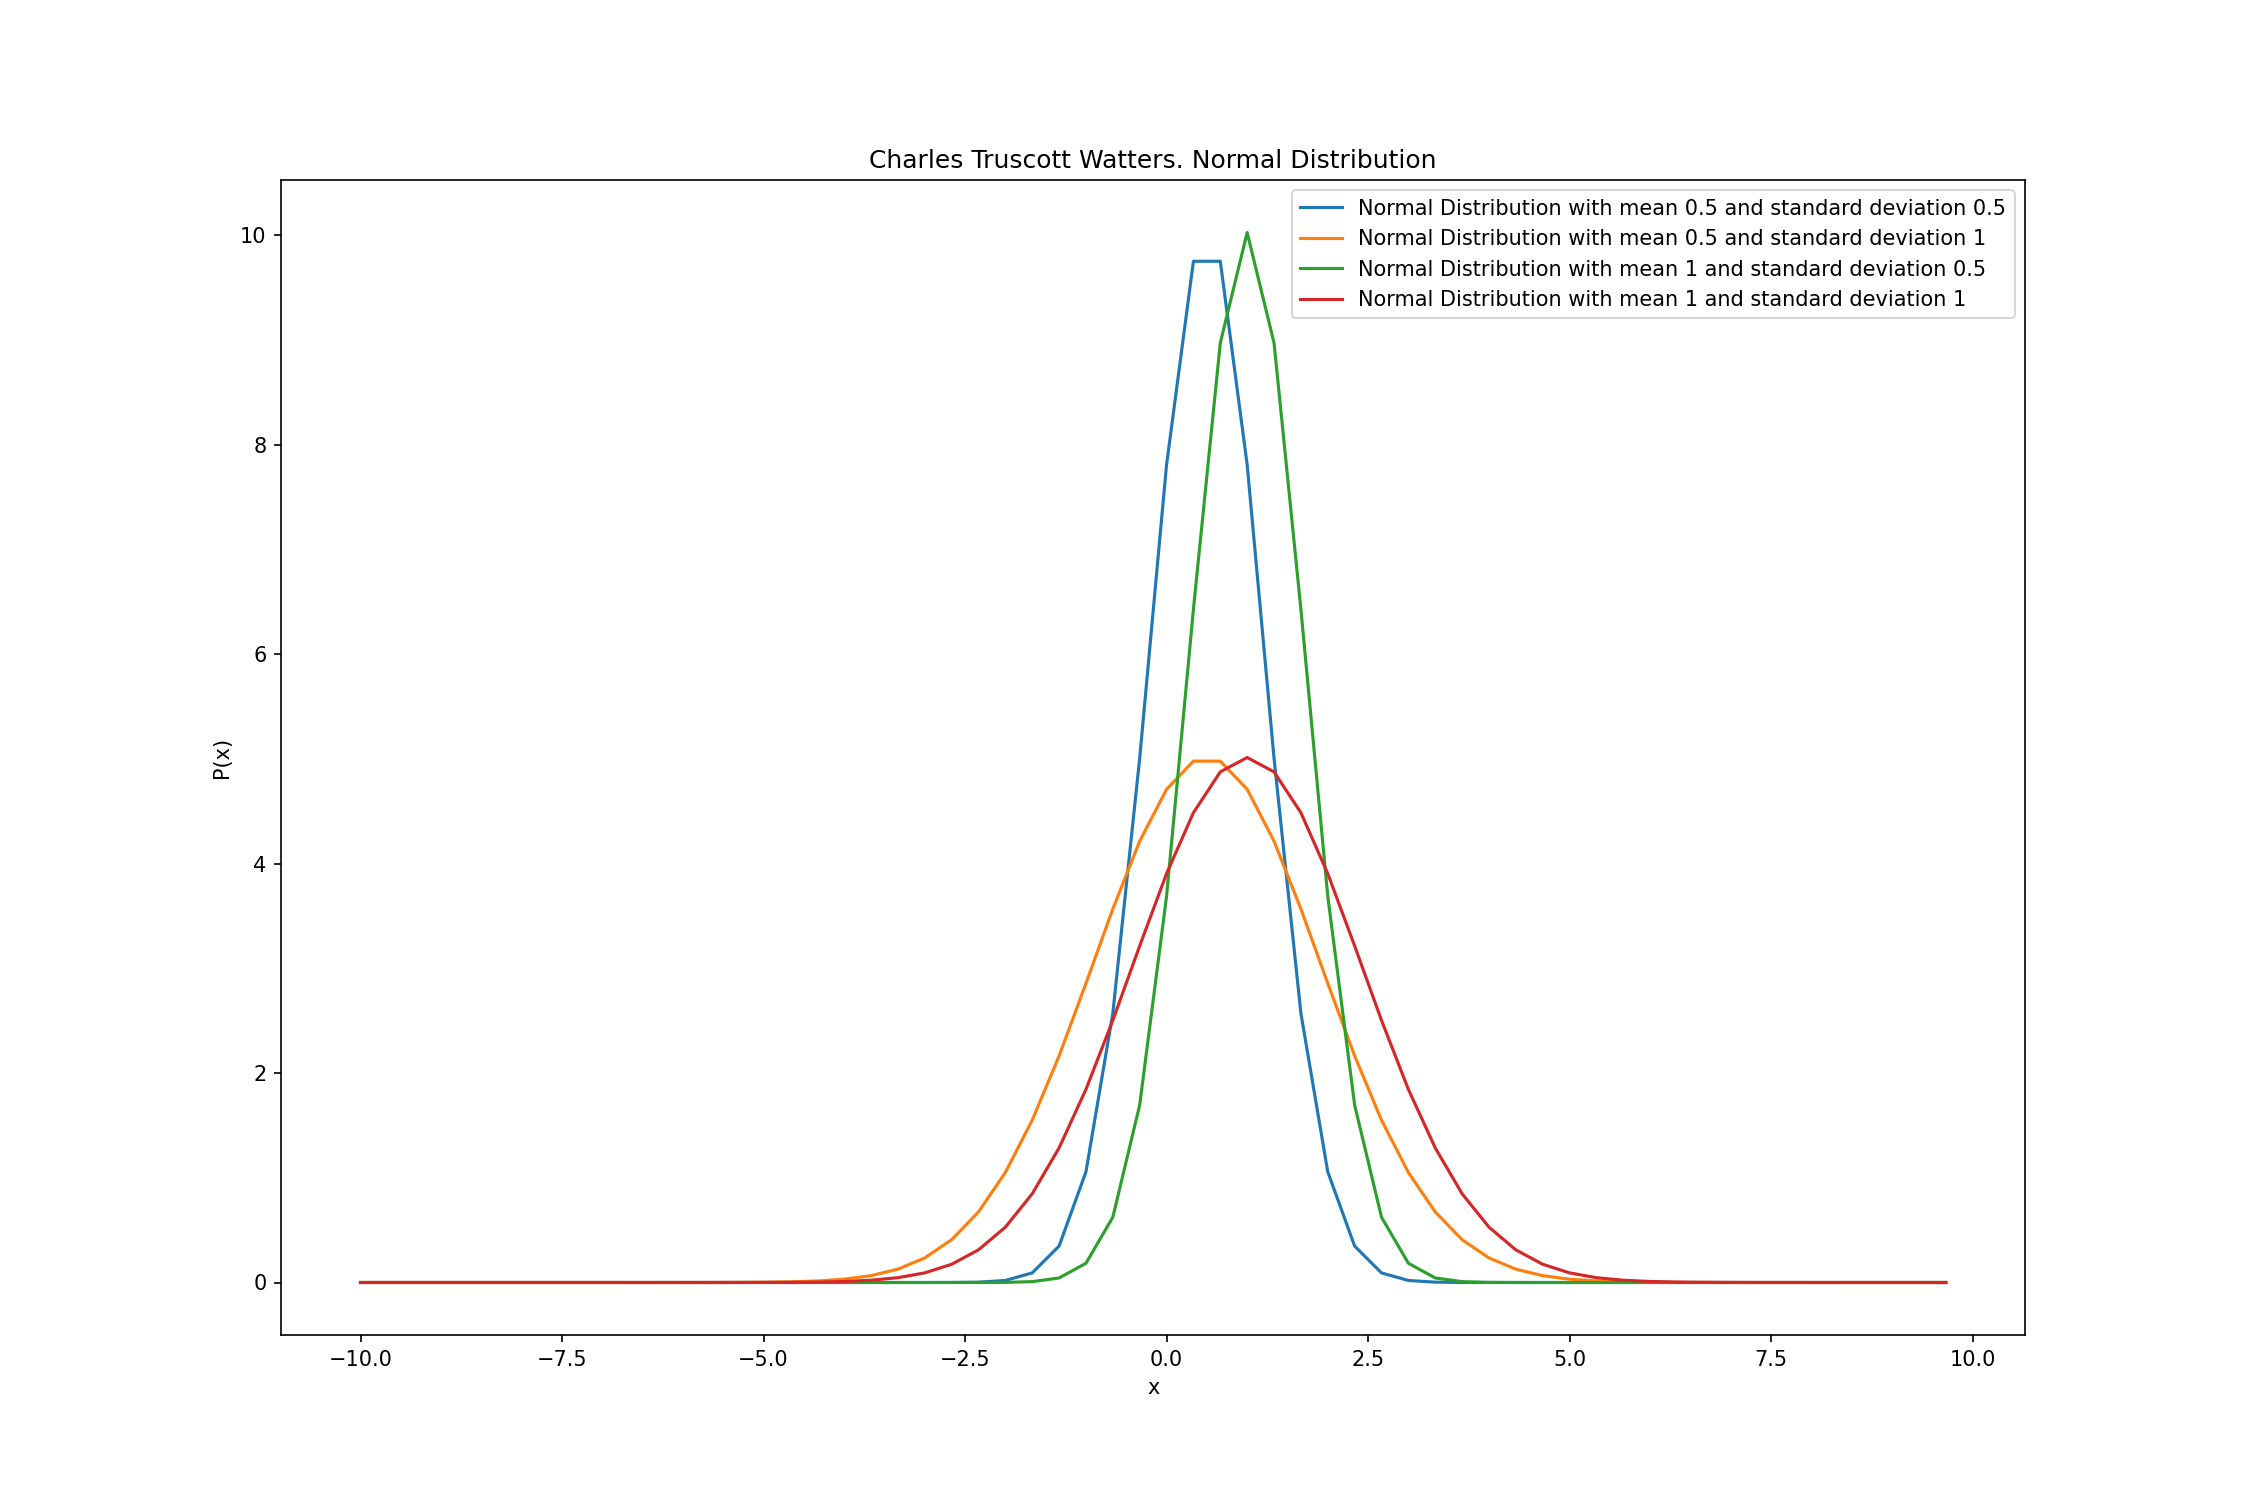 Charles Truscott Watters. Normal Distribution
Normal Distribution with mean 0.5 and standard deviation 0.5
Normal Distribution with mean 0.5 and standard deviation 1
Normal Distribution with mean 1 and standard deviation 0.5
Normal Distribution with mean 1 and standard deviation 1
10
8
6
4
2
0
P(x)
−10.0 −7.5 −5.0 −2.5 0.0 2.5 5.0 7.5 10.0
x